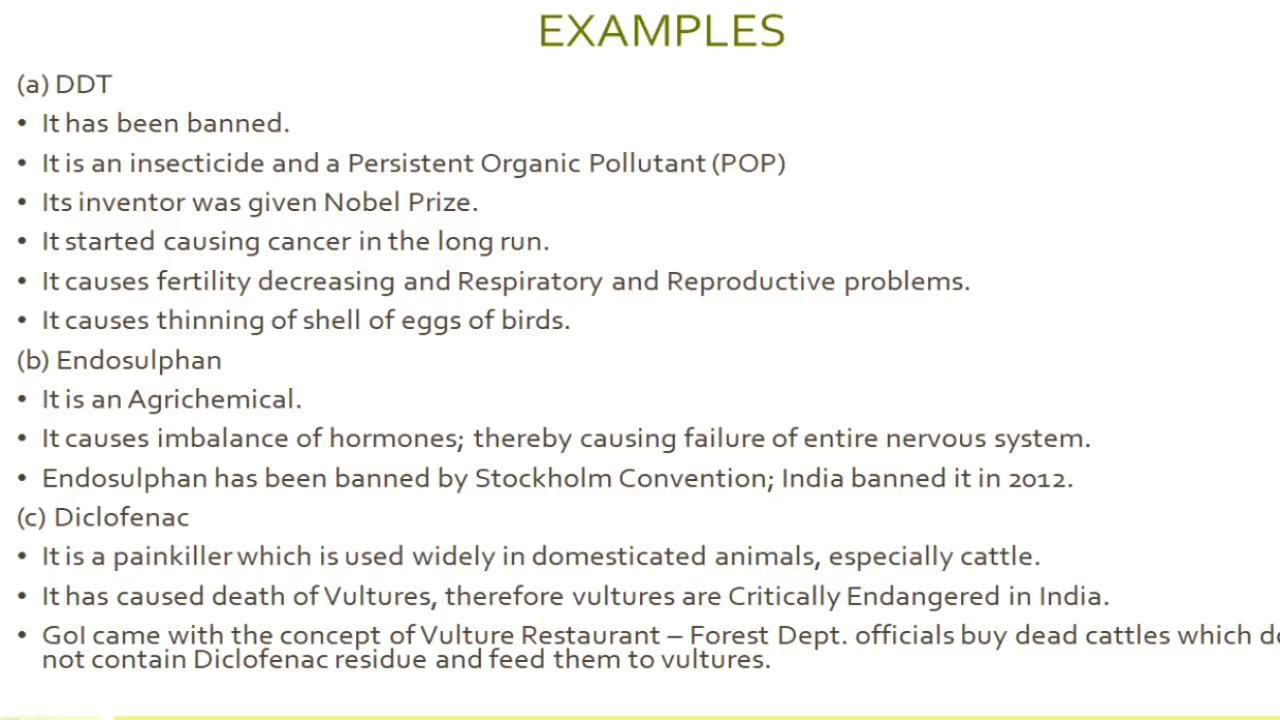 EXAMPLES
(a) DDT
• It has been banned.
• It is an insecticide and a Persistent Organic Pollutant (POP)
• Its inventor was given Nobel Prize.
• It started causing cancer in the long run.
• It causes fertility decreasing and Respiratory and Reproductive problems.
• It causes thinning of shell of eggs of birds.
(b) Endosulphan
• It is an Agrichemical.
• It causes imbalance of hormones; thereby causing failure of entire nervous system.
• Endosulphan has been banned by Stockholm Convention; India banned it in 2012.
(c) Diclofenac
• It is a painkiller which is used widely in domesticated animals, especially cattle.
• It has caused death of Vultures, therefore vultures are Critically Endangered in India.
• GoI came with the concept of Vulture Restaurant – Forest Dept. officials buy dead cattles which
not contain Diclofenac residue and feed them to vultures.